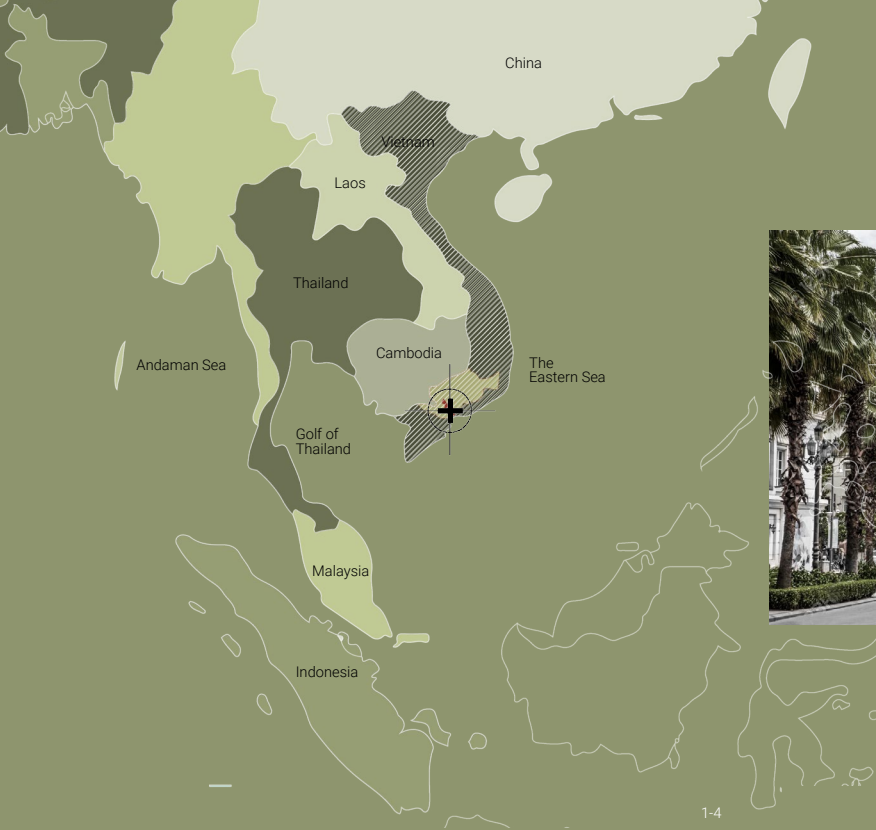 China
Vietnam
Laos
Thailand
Cambodia
The
Eastern Sea
Andaman Sea
Golf of
Thailand
Malaysia
Indonesia
1-4